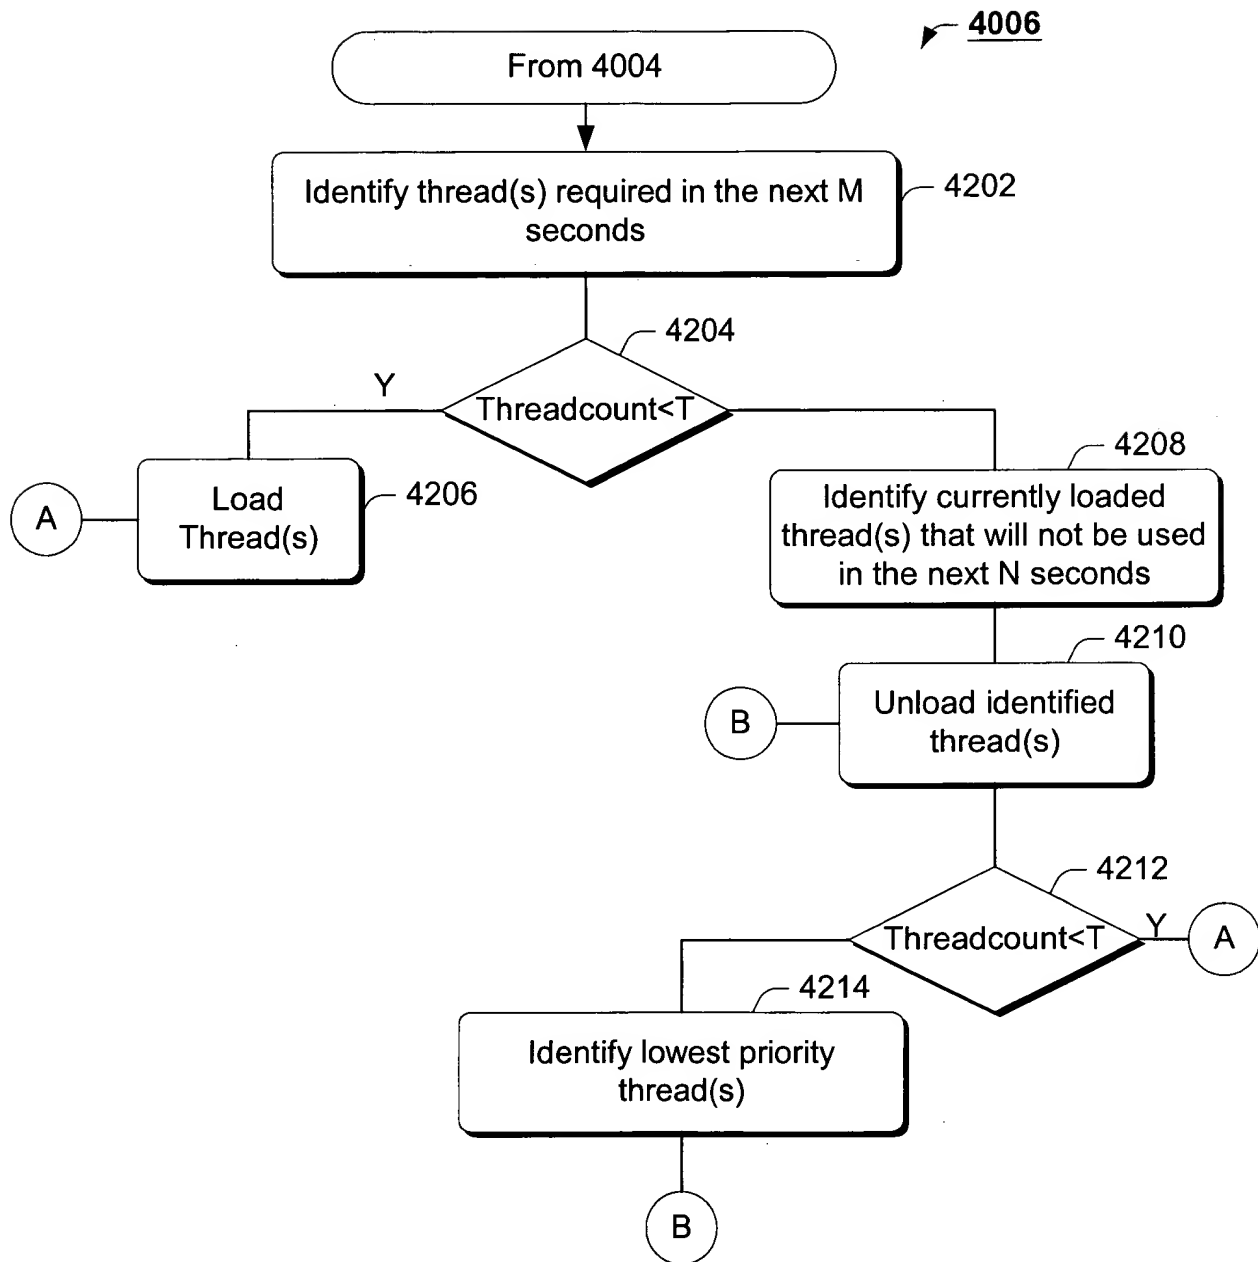 4006
From 4004
Identify thread(s) required in the next M
seconds
4202
4204
Y
Threadcount<T
A
Load
Thread(s)
4206
4208
Identify currently loaded
thread(s) that will not be used
in the next N seconds
4210
B
Unload identified
thread(s)
4212
Threadcount<T
Y
A
4214
Identify lowest priority
thread(s)
B